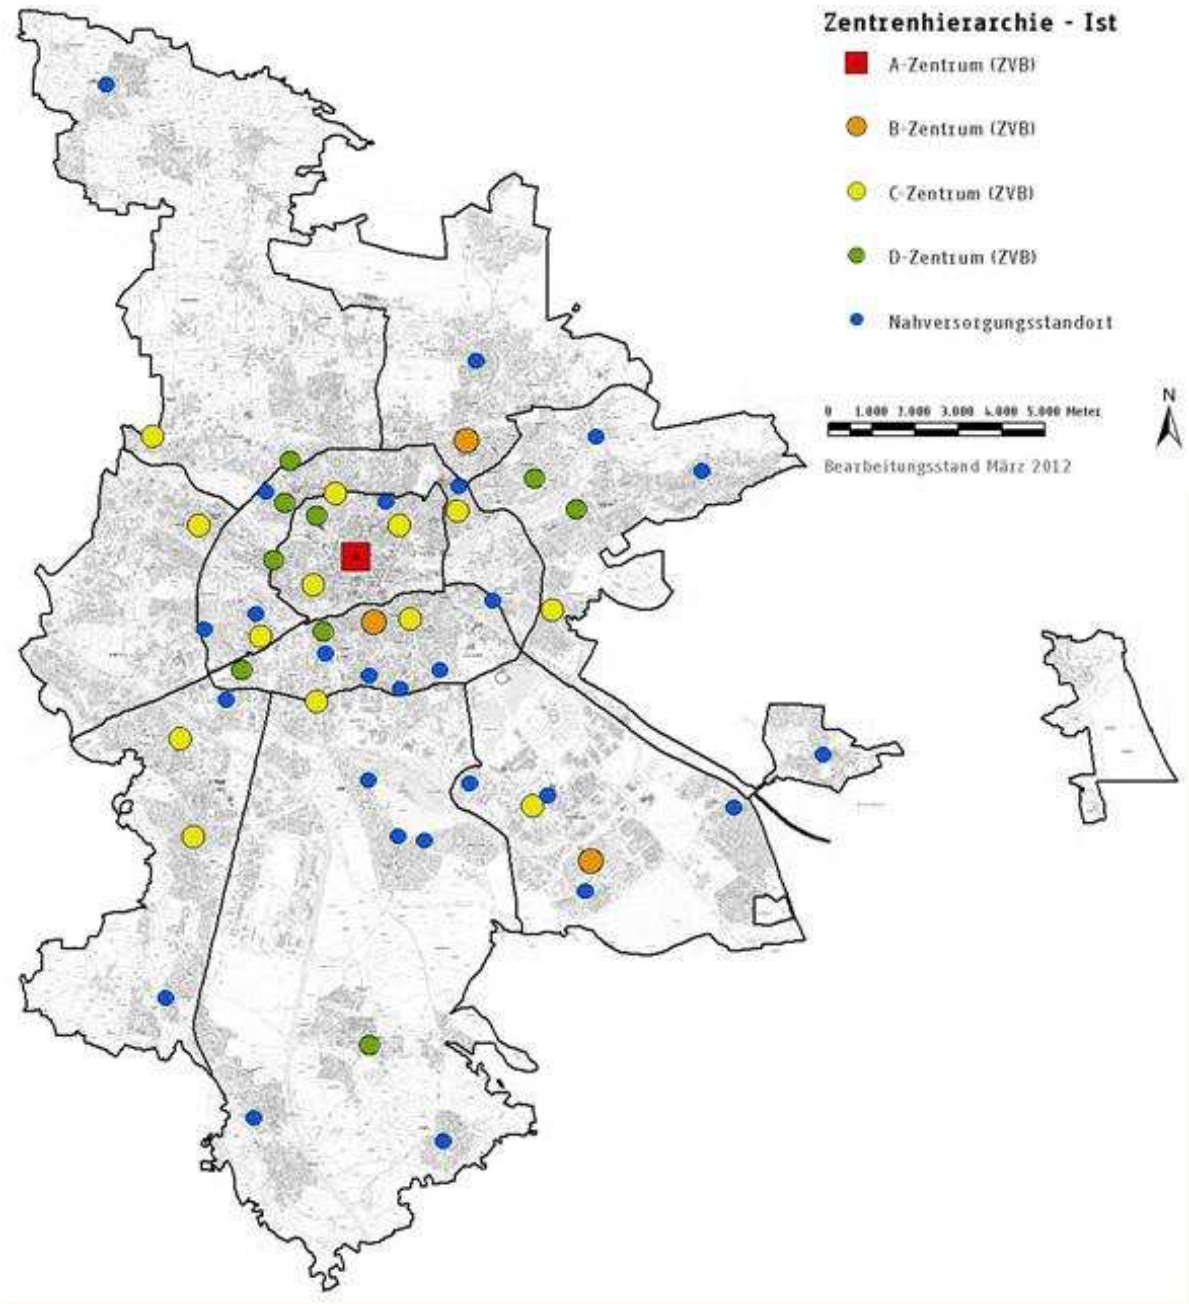 Zentrenhierarchie - Ist
A-Zentrum (ZVB)
B-Zentrum (ZVB)
C-Zentrum (ZVB)
D-Zentrum (ZVB)
Nahversorgungsstandort
N
0 1.000 2.000 3.000 4.000 5.000 Meter
Bearbeitungsstand März 2012